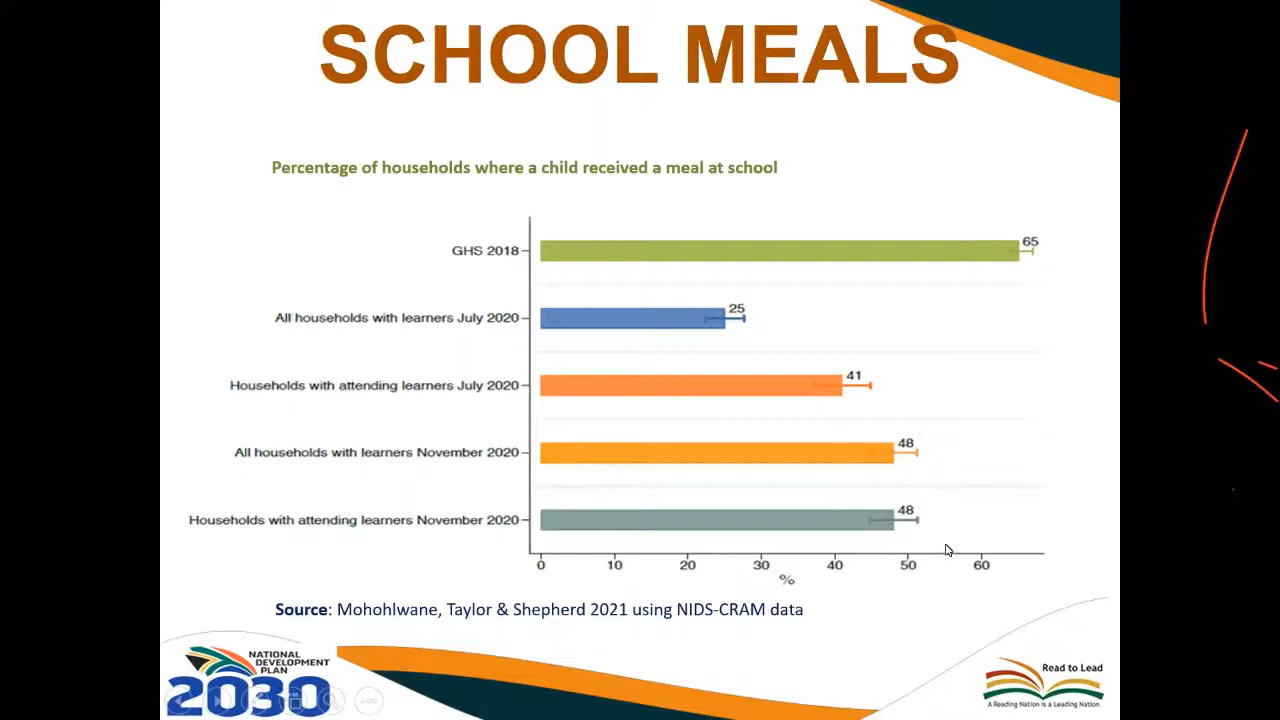 SCHOOL MEALS
Percentage of households where a child received a meal at school
GHS 2018
65
All households with learners July 2020
25
Households with attending learners July 2020
41
All households with learners November 2020
48
Households with attending learners November 2020
48
0 10 20 30 40 50 60
%
Source: Mohohlwane, Taylor & Shepherd 2021 using NIDS-CRAM data
NATIONAL
DEVELOPMENT
PLAN
2030
Read to Lead
A Reading Nation is a Leading Nation